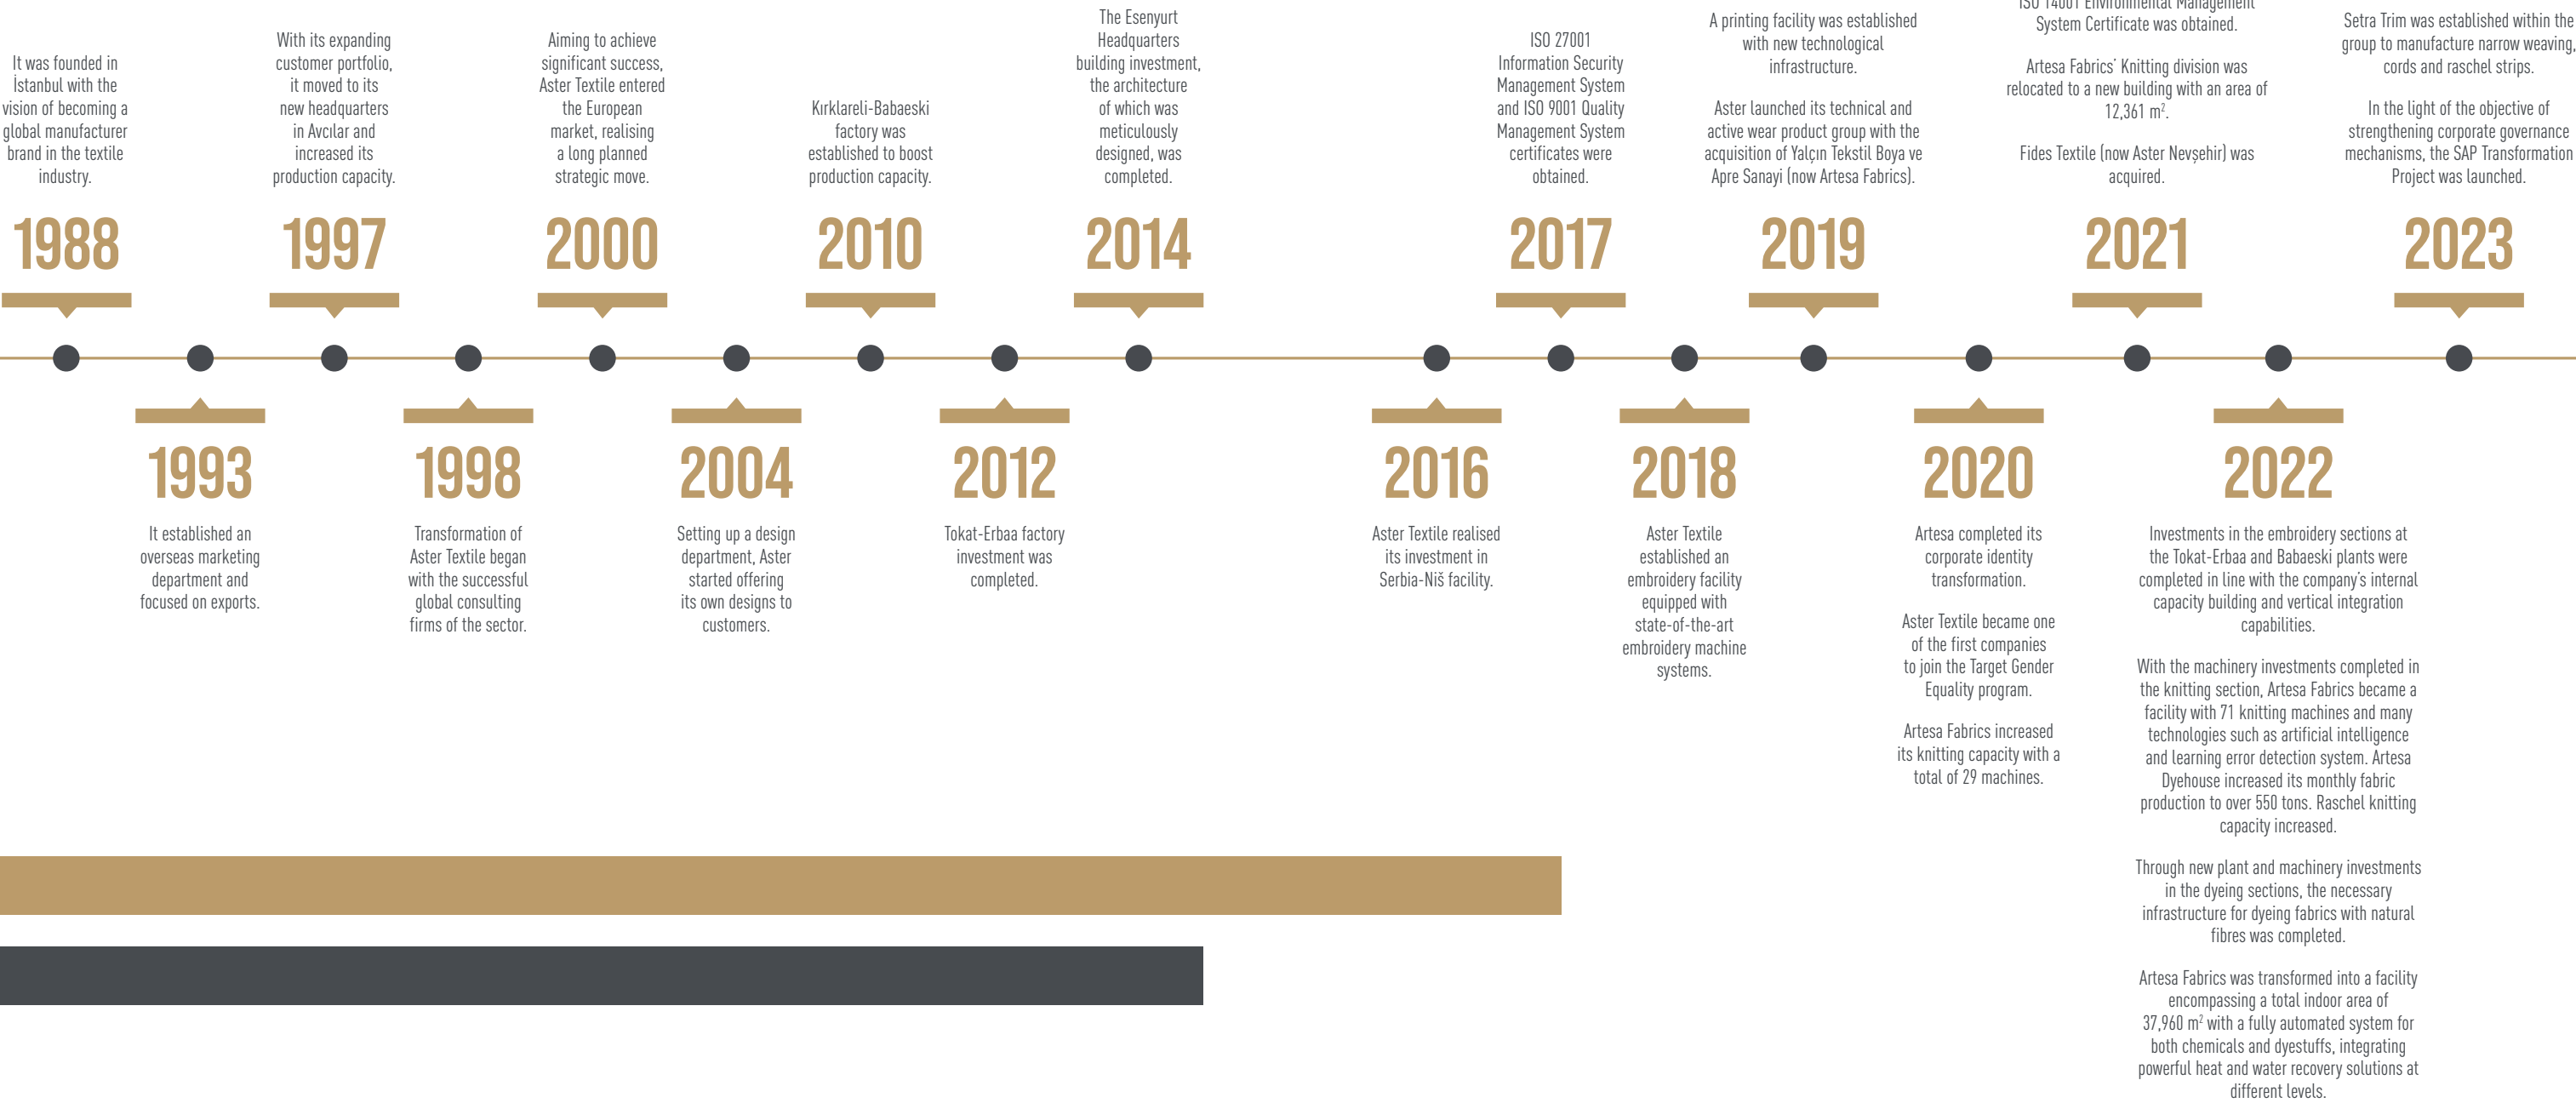 It was founded in
İstanbul with the
vision of becoming a
global manufacturer
brand in the textile
industry.
1988
With its expanding
customer portfolio,
it moved to its
new headquarters
in Avcılar and
increased its
production capacity.
1997
Aiming to achieve
significant success,
Aster Textile entered
the European
market, realising
a long planned
strategic move.
2000
Kırklareli-Babaeski
factory was
established to boost
production capacity.
2010
The Esenyurt
Headquarters
building investment,
the architecture
of which was
meticulously
designed, was
completed.
2014
ISO 27001
Information Security
Management System
and ISO 9001 Quality
Management System
certificates were
obtained.
2017
A printing facility was established
with new technological
infrastructure.
Aster launched its technical and
active wear product group with the
acquisition of Yalçın Tekstil Boya ve
Apre Sanayi (now Artesa Fabrics).
2019
ISO 14001 Environmental Management
System Certificate was obtained.
Artesa Fabrics' Knitting division was
relocated to a new building with an area of
12,361 m².
Fides Textile (now Aster Nevşehir) was
acquired.
2021
Setra Trim was established within the
group to manufacture narrow weaving,
cords and raschel strips.
In the light of the objective of
strengthening corporate governance
mechanisms, the SAP Transformation
Project was launched.
2023
1993
It established an
overseas marketing
department and
focused on exports.
1998
Transformation of
Aster Textile began
with the successful
global consulting
firms of the sector.
2004
Setting up a design
department, Aster
started offering
its own designs to
customers.
2012
Tokat-Erbaa factory
investment was
completed.
2016
Aster Textile realised
its investment in
Serbia-Niš facility.
2018
Aster Textile
established an
embroidery facility
equipped with
state-of-the-art
embroidery machine
systems.
2020
Artesa completed its
corporate identity
transformation.
Aster Textile became one
of the first companies
to join the Target Gender
Equality program.
Artesa Fabrics increased
its knitting capacity with a
total of 29 machines.
2022
Investments in the embroidery sections at
the Tokat-Erbaa and Babaeski plants were
completed in line with the company's internal
capacity building and vertical integration
capabilities.
With the machinery investments completed in
the knitting section, Artesa Fabrics became a
facility with 71 knitting machines and many
technologies such as artificial intelligence
and learning error detection system. Artesa
Dyehouse increased its monthly fabric
production to over 550 tons. Raschel knitting
capacity increased.
Through new plant and machinery investments
in the dyeing sections, the necessary
infrastructure for dyeing fabrics with natural
fibres was completed.
Artesa Fabrics was transformed into a facility
encompassing a total indoor area of
37,960 m² with a fully automated system for
both chemicals and dyestuffs, integrating
powerful heat and water recovery solutions at
different levels.